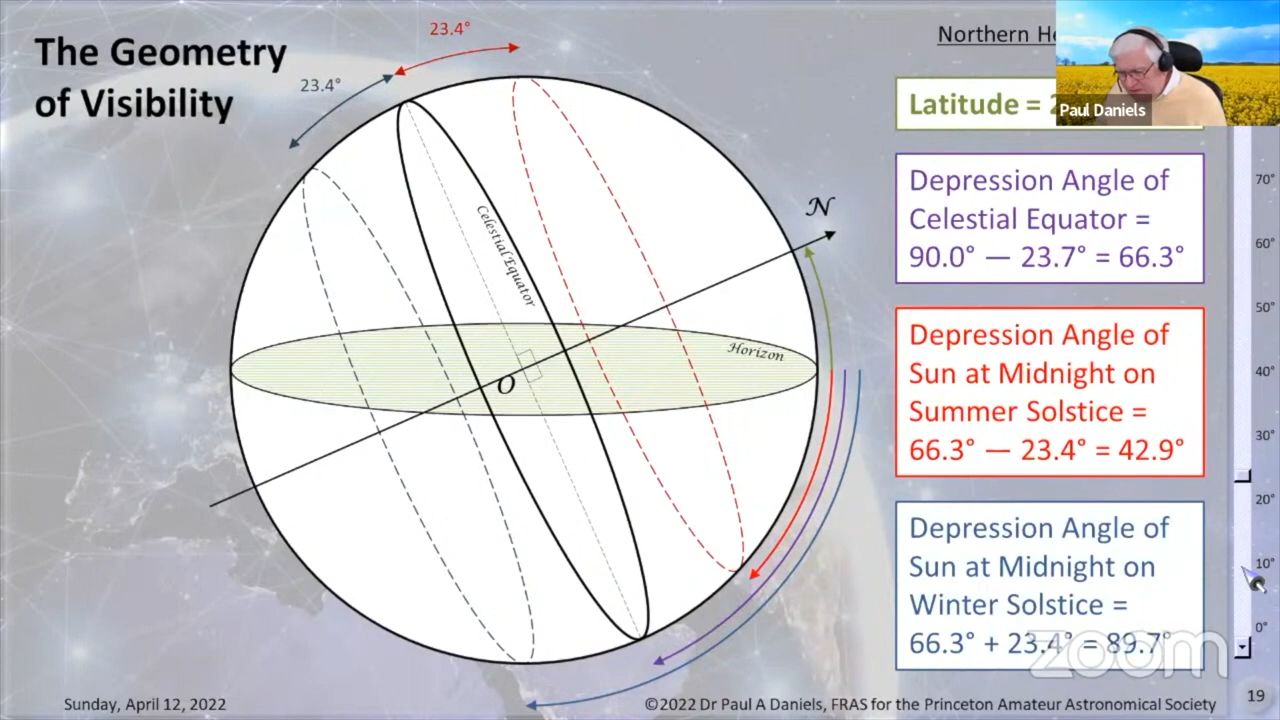 The Geometry
of Visibility
23.4°
23.4°
Celestial Equator
N
O
Horizon
Northern
Latitude =
Paul Daniels
Depression Angle of
Celestial Equator =
90.0° — 23.7° = 66.3°
Depression Angle of
Sun at Midnight on
Summer Solstice =
66.3° — 23.4° = 42.9°
Depression Angle of
Sun at Midnight on
Winter Solstice =
66.3° + 23.4° = 89.7°
70°
60°
50°
40°
30°
20°
10°
0°
zoom
Sunday, April 12, 2022
©2022 Dr Paul A Daniels, FRAS for the Princeton Amateur Astronomical Society
19